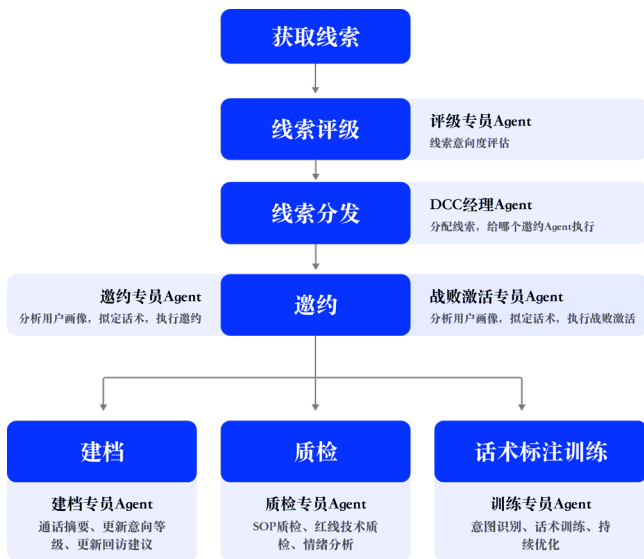 获取线索
线索评级
评级专员Agent
线索意向度评估
线索分发
DCC经理Agent
分配线索，给哪个邀约Agent执行
邀约专员Agent
分析用户画像，拟定话术，执行邀约
邀约
战败激活专员Agent
分析用户画像，拟定话术，执行战败激活
建档
建档专员Agent
通话摘要、更新意向等
级、更新回访建议
质检
质检专员Agent
SOP质检、红线技术质
检、情绪分析
话术标注训练
训练专员Agent
意图识别、话术训练、持
续优化